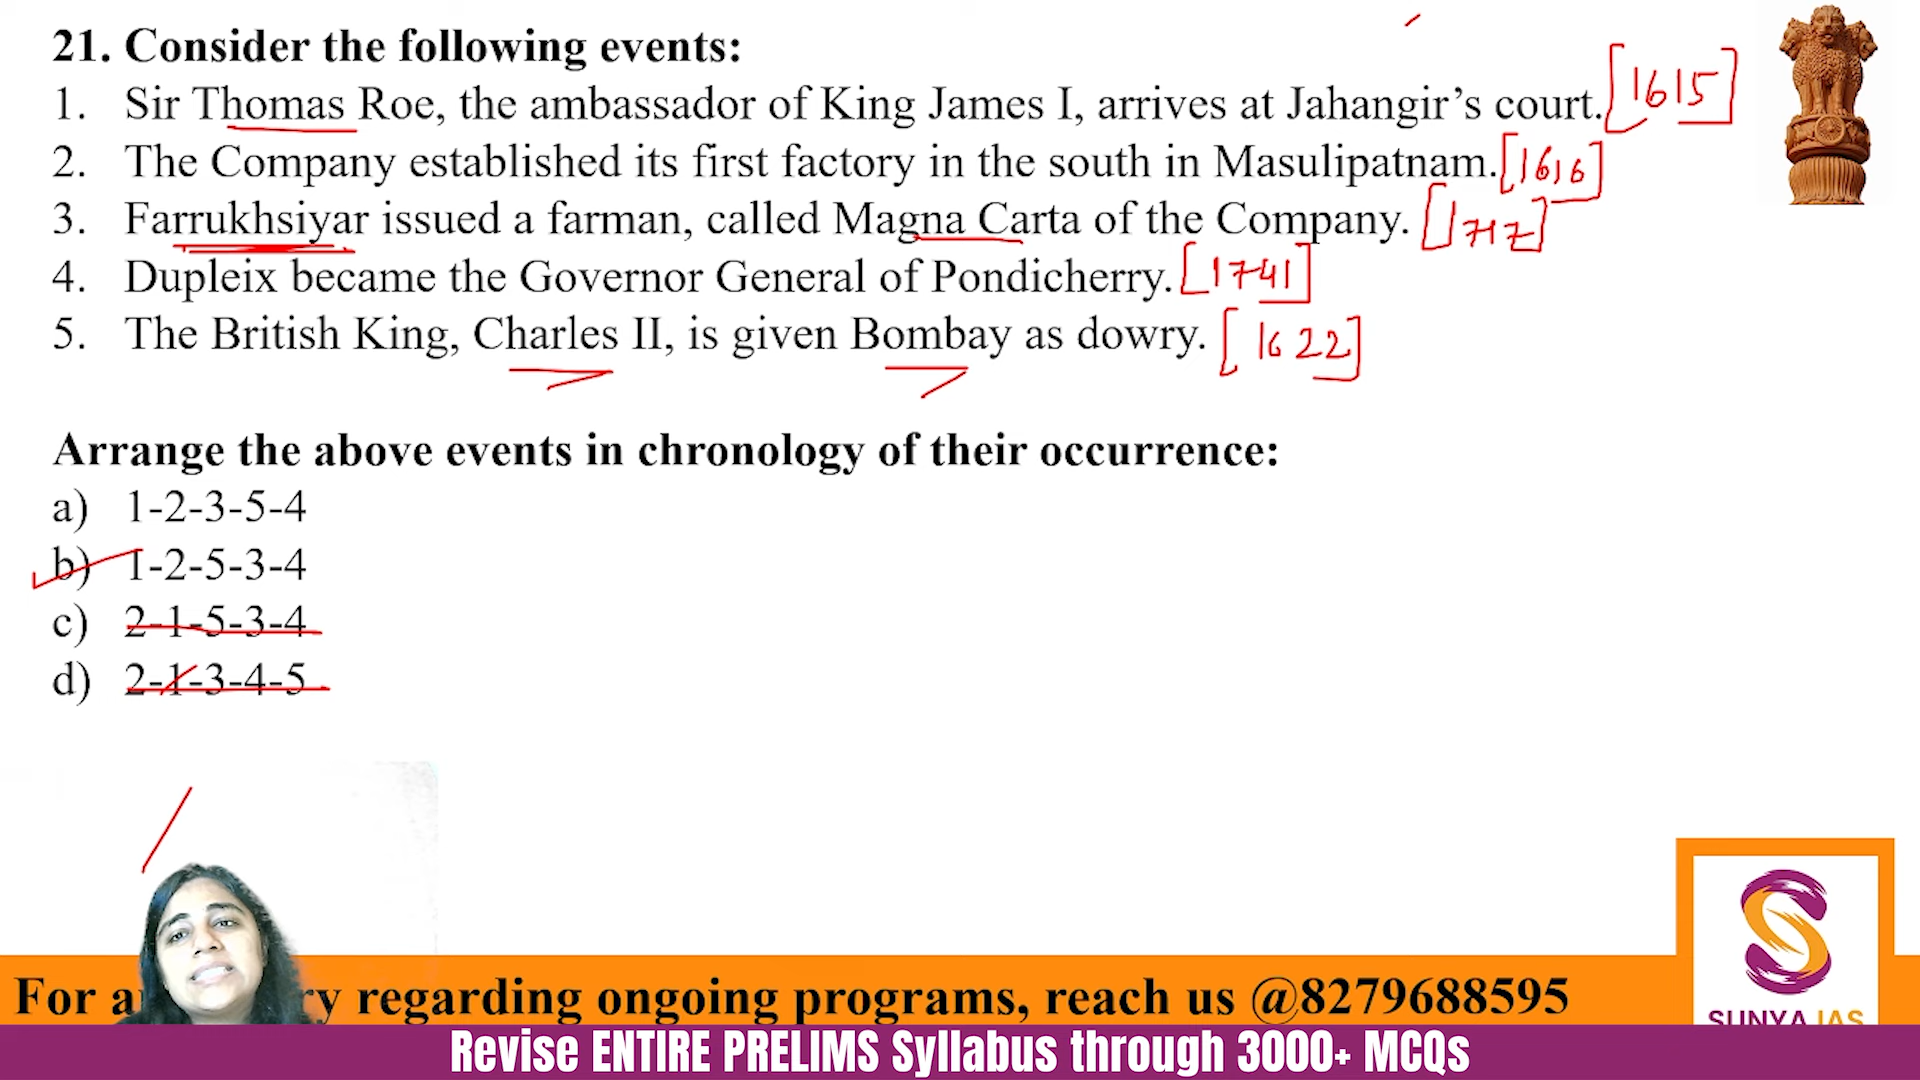 21. Consider the following events:
1. Sir Thomas Roe, the ambassador of King James I, arrives at Jahangir’s court. [1615]
2. The Company established its first factory in the south in Masulipatnam. [1616]
3. Farrukhsiyar issued a farman, called Magna Carta of the Company. [1717]
4. Dupleix became the Governor General of Pondicherry. [1741]
5. The British King, Charles II, is given Bombay as dowry. [1622]
Arrange the above events in chronology of their occurrence:
a) 1-2-3-5-4
b) 1-2-5-3-4
c) 2-1-5-3-4
d) 2-1-3-4-5
For a ry regarding ongoing programs, reach us @8279688595
SUNYA IAS
Revise ENTIRE PRELIMS Syllabus through 3000+ MCQs